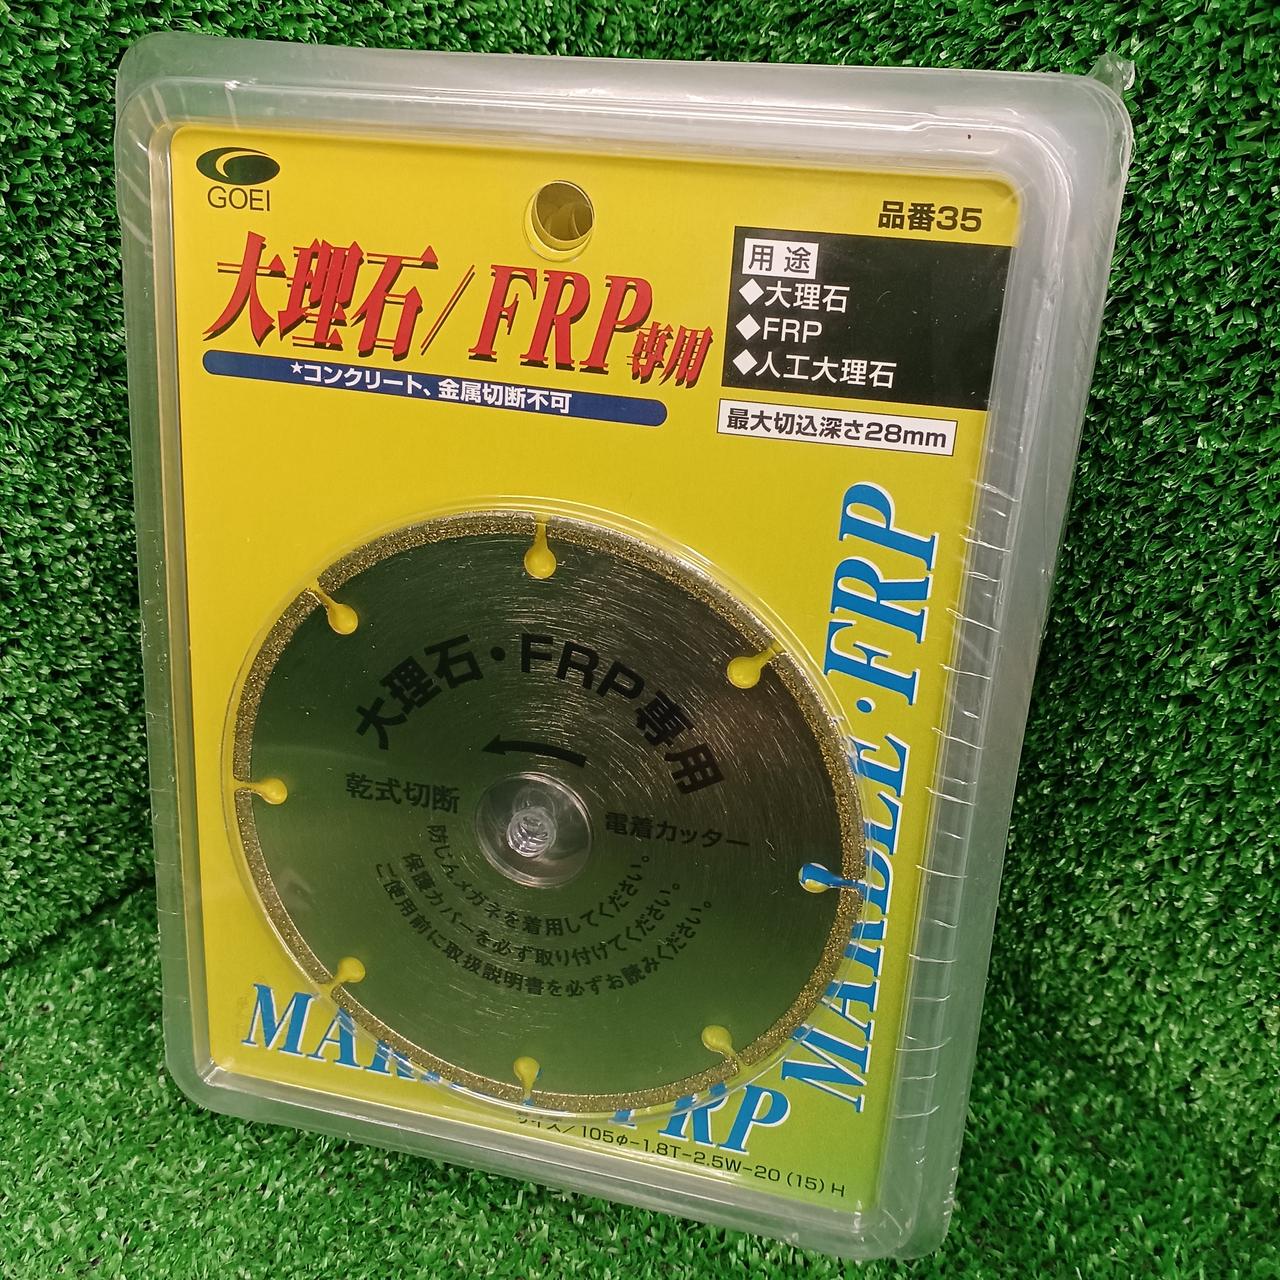 GOEI
品番35
大理石/FRP専用
★コンクリート、金属切断不可
用途
◆大理石
◆FRP
◆人工大理石
最大切込深さ28mm
MARBLE・FRP
大理石・FRP専用
乾式切断
電着カッター
防じんメガネを着用してください。
保護カバーを必ず取り付けてください。
ご使用前に取扱説明書を必ずお読みください。
MAR FRP
イズ/105φ-1.8T-2.5W-20(15)H